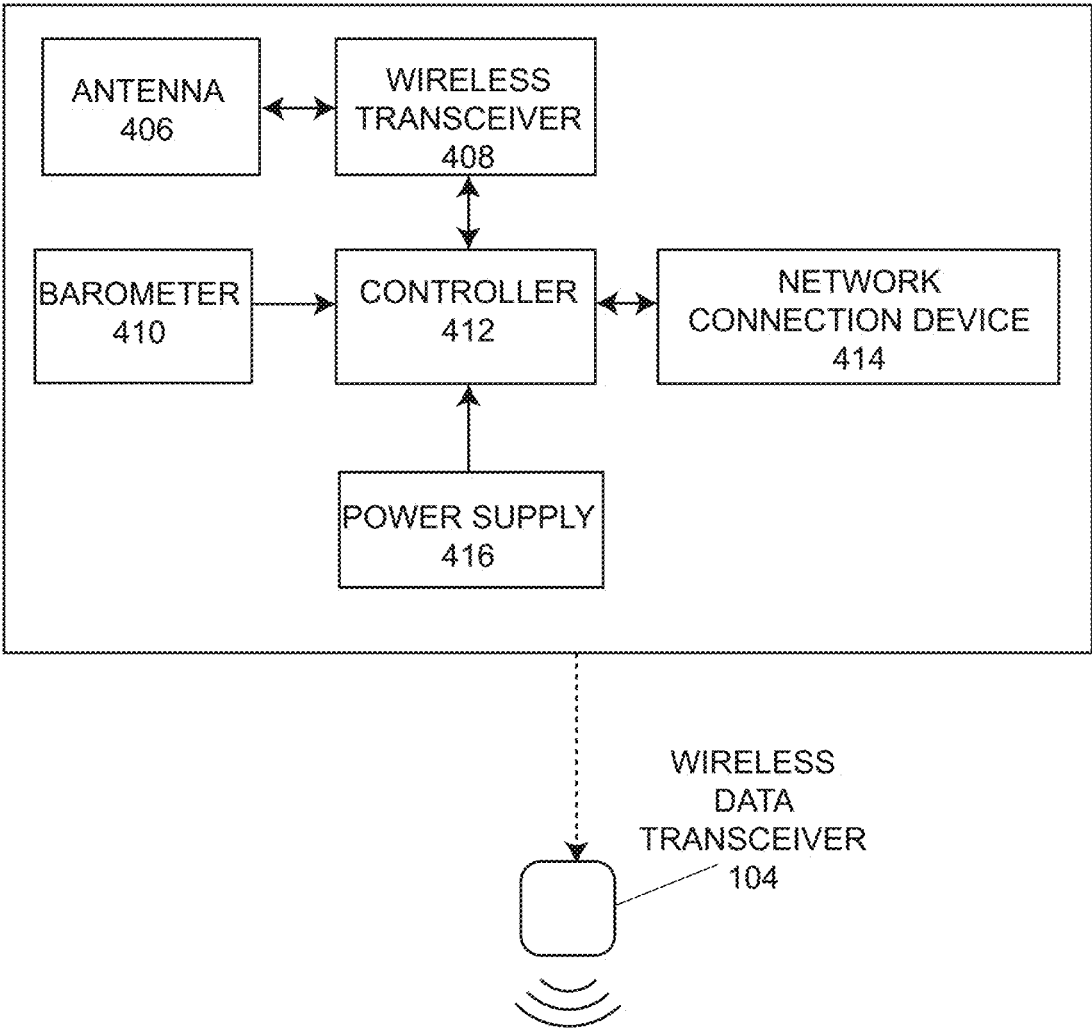 ANTENNA
406
WIRELESS
TRANSCEIVER
408
BAROMETER
410
CONTROLLER
412
NETWORK
CONNECTION DEVICE
414
POWER SUPPLY
416
WIRELESS
DATA
TRANSCEIVER
104